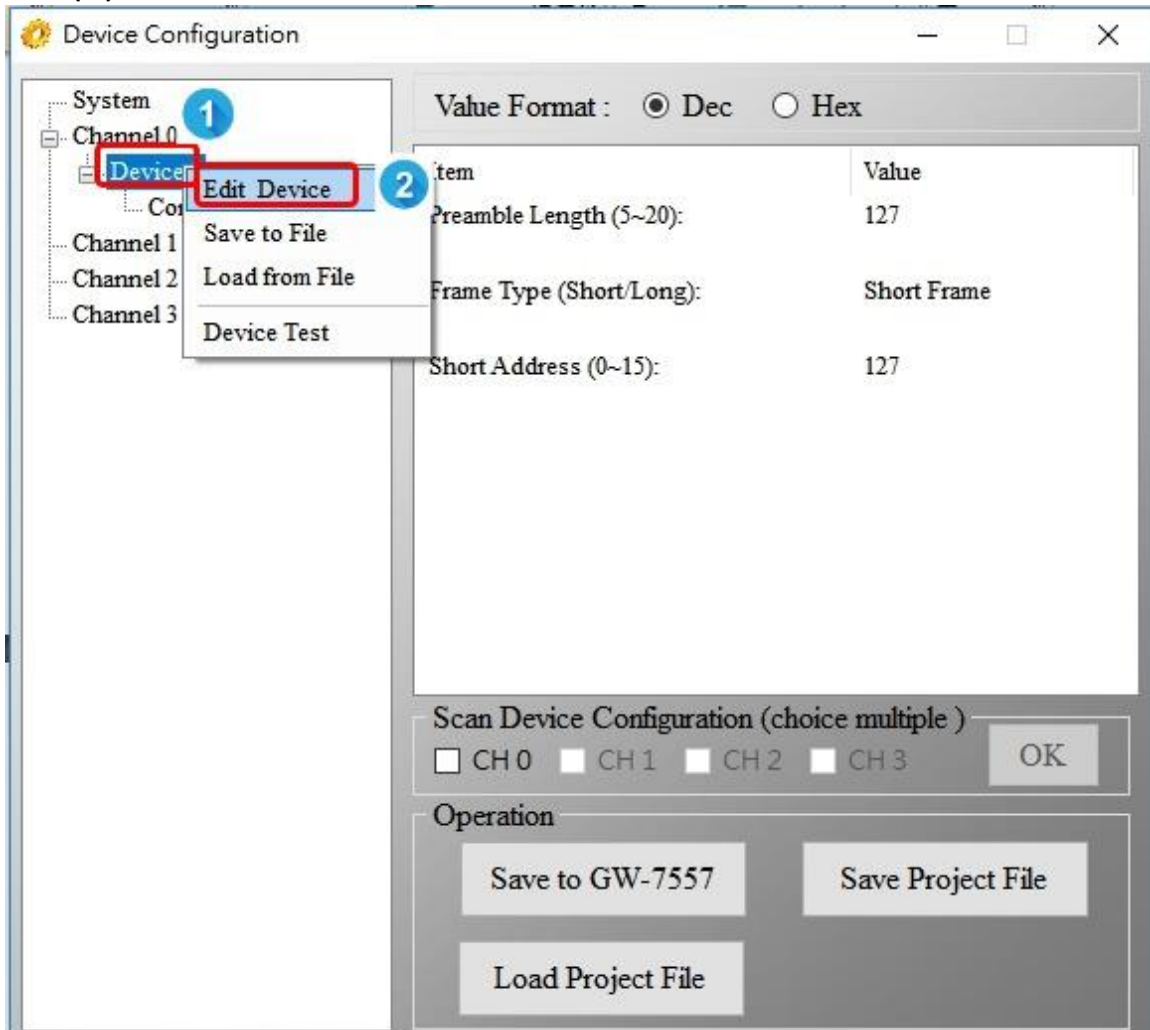 Device Configuration
System
1
Channel 0
Device
Edit Device
2
Save to File
Channel 1
Channel 2
Load from File
Channel 3
Device Test
Value Format : Dec Hex
Value
Preamble Length (5~20): 127
Frame Type (Short/Long): Short Frame
Short Address (0~15): 127
Scan Device Configuration (choice multiple )
CH 0 CH 1 CH 2 CH 3 OK
Operation
Save to GW-7557 Save Project File
Load Project File